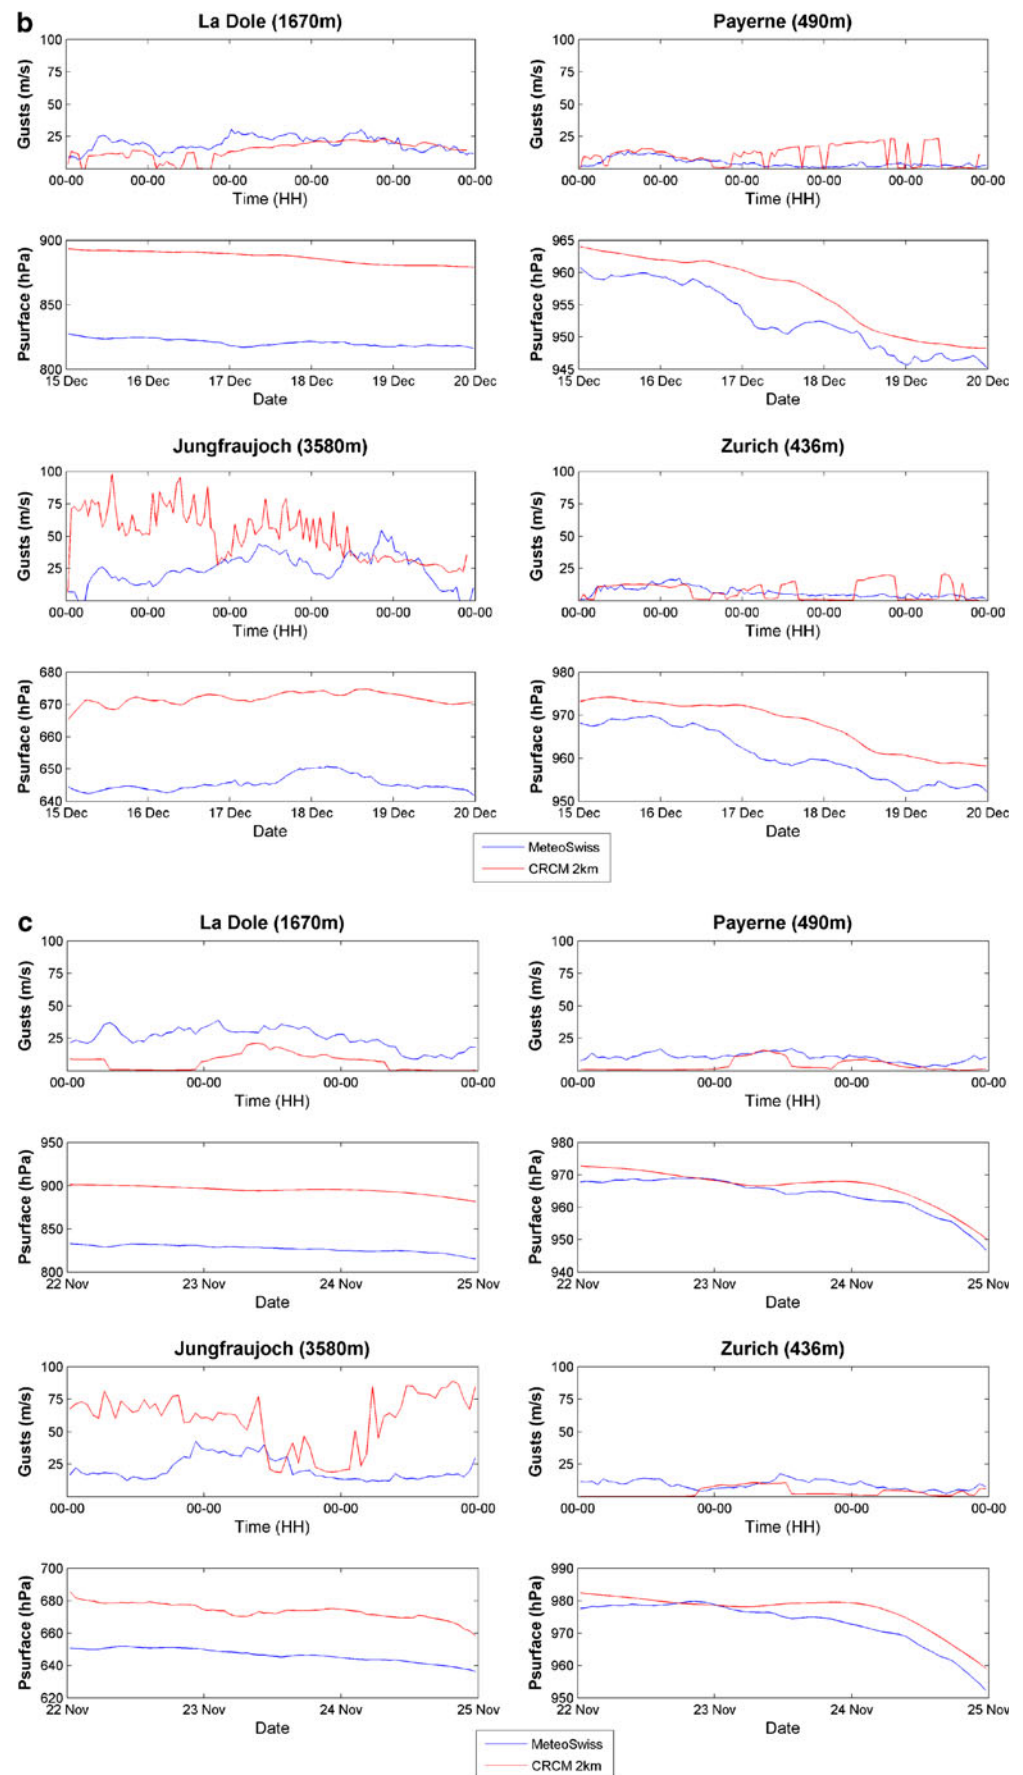 b
La Dole (1670m)
Gusts (m/s)
100
75
50
25
00-00 00-00 00-00 00-00 00-00 00-00
Time (HH)
Payerne (490m)
Gusts (m/s)
100
75
50
25
00-00 00-00 00-00 00-00 00-00 00-00
Time (HH)
Psurface (hPa)
900
850
800
15 Dec 16 Dec 17 Dec 18 Dec 19 Dec 20 Dec
Date
Psurface (hPa)
965
960
955
950
945
15 Dec 16 Dec 17 Dec 18 Dec 19 Dec 20 Dec
Date
Jungfraujoch (3580m)
Gusts (m/s)
100
75
50
25
00-00 00-00 00-00 00-00 00-00 00-00
Time (HH)
Zurich (436m)
Gusts (m/s)
100
75
50
25
00-00 00-00 00-00 00-00 00-00 00-00
Time (HH)
Psurface (hPa)
680
670
660
650
640
15 Dec 16 Dec 17 Dec 18 Dec 19 Dec 20 Dec
Date
Psurface (hPa)
980
970
960
950
15 Dec 16 Dec 17 Dec 18 Dec 19 Dec 20 Dec
Date
MeteoSwiss
CRCM 2km
c
La Dole (1670m)
Gusts (m/s)
100
75
50
25
00-00 00-00 00-00 00-00
Time (HH)
Payerne (490m)
Gusts (m/s)
100
75
50
25
00-00 00-00 00-00 00-00
Time (HH)
Psurface (hPa)
950
900
850
800
22 Nov 23 Nov 24 Nov 25 Nov
Date
Psurface (hPa)
980
970
960
950
940
22 Nov 23 Nov 24 Nov 25 Nov
Date
Jungfraujoch (3580m)
Gusts (m/s)
100
75
50
25
00-00 00-00 00-00 00-00
Time (HH)
Zurich (436m)
Gusts (m/s)
100
75
50
25
00-00 00-00 00-00 00-00
Time (HH)
Psurface (hPa)
700
680
660
640
620
22 Nov 23 Nov 24 Nov 25 Nov
Date
Psurface (hPa)
990
980
970
960
950
22 Nov 23 Nov 24 Nov 25 Nov
Date
MeteoSwiss
CRCM 2km